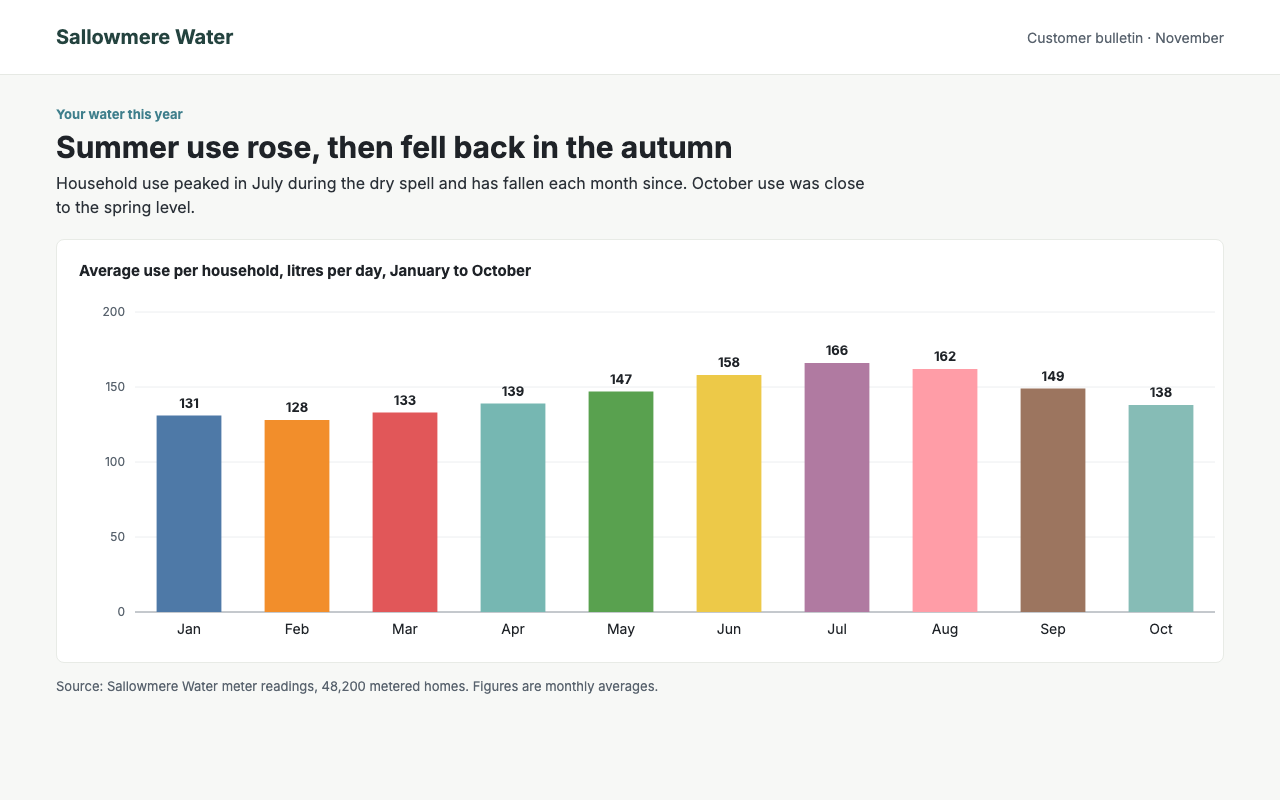 Sallowmere Water
Customer bulletin · November
Your water this year
Summer use rose, then fell back in the autumn
Household use peaked in July during the dry spell and has fallen each month since. October use was close
to the spring level.
Average use per household, litres per day, January to October
200
150
100
50
0
131
128
133
139
147
158
166
162
149
138
Jan
Feb
Mar
Apr
May
Jun
Jul
Aug
Sep
Oct
Source: Sallowmere Water meter readings, 48,200 metered homes. Figures are monthly averages.